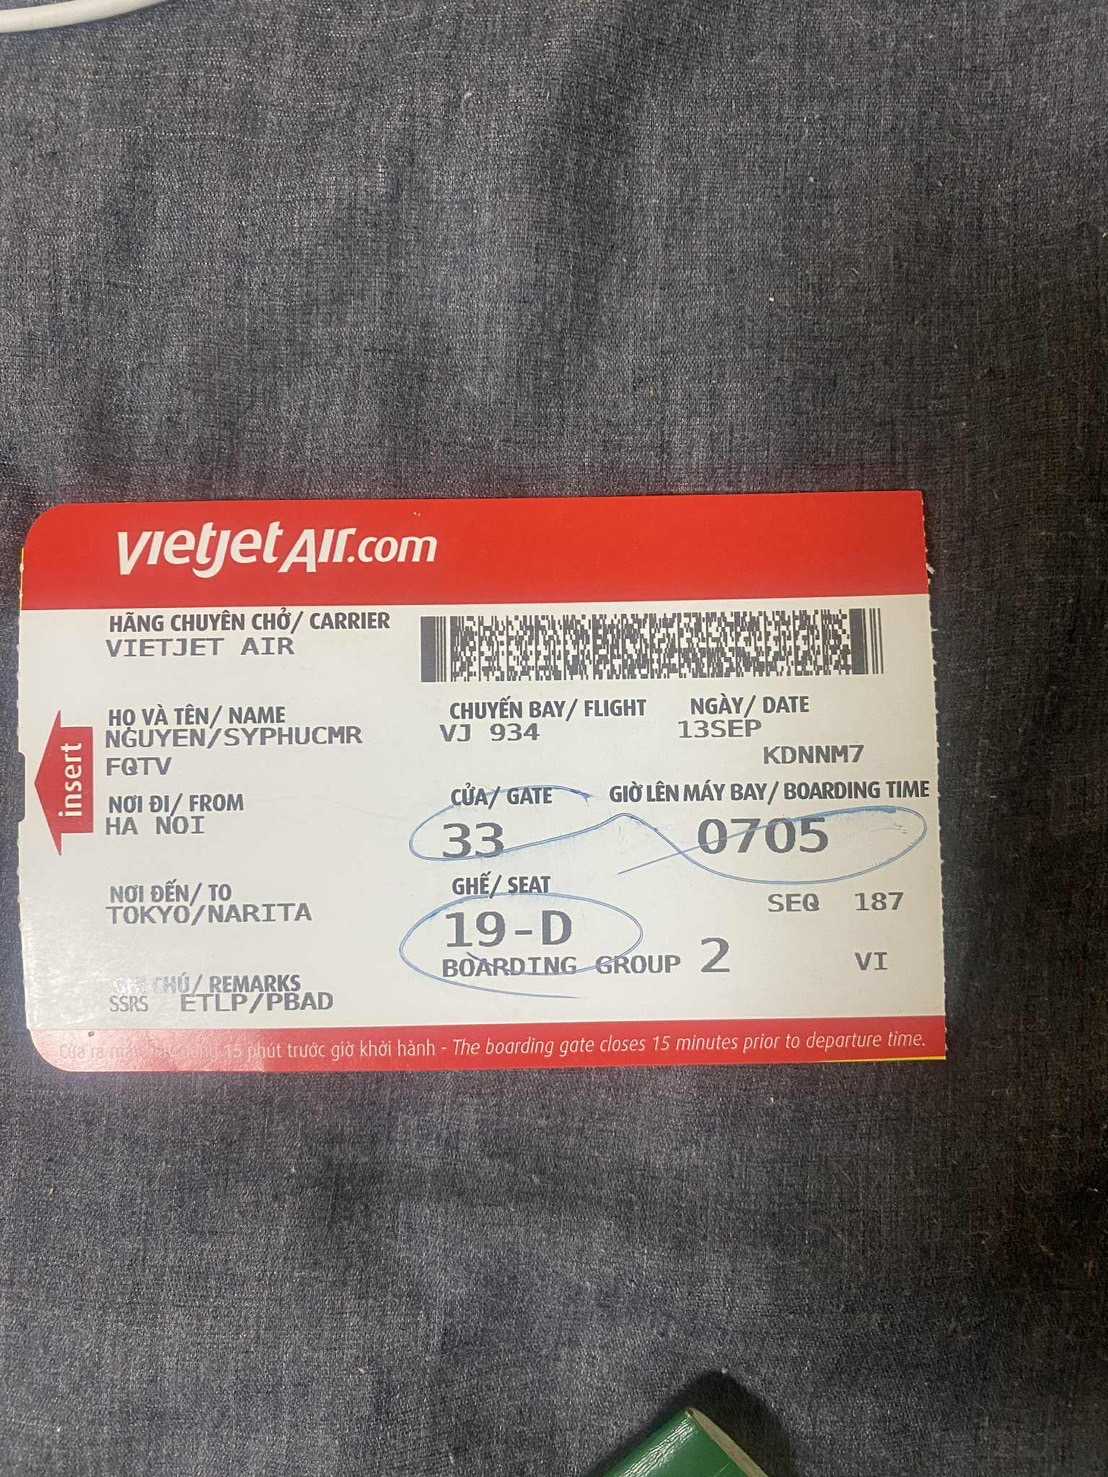 vietjetAir.com
HÃNG CHUYÊN CHỞ/ CARRIER
VIETJET AIR
HỌ VÀ TÊN/ NAME
NGUYEN/SYPHUCMR
FQTV
CHUYẾN BAY/ FLIGHT
VJ 934
NGÀY/ DATE
13SEP
KDNNM7
insert
NƠI ĐI/ FROM
HA NOI
CỬA/ GATE
33
GIỜ LÊN MÁY BAY/ BOARDING TIME
0705
NƠI ĐẾN/ TO
TOKYO/NARITA
GHẾ/ SEAT
19-D
SEQ 187
BOARDING GROUP 2
VI
CHÚ/ REMARKS
SSRS ETLP/PBAD
Cửa ra 15 phút trước giờ khởi hành - The boarding gate closes 15 minutes prior to departure time.